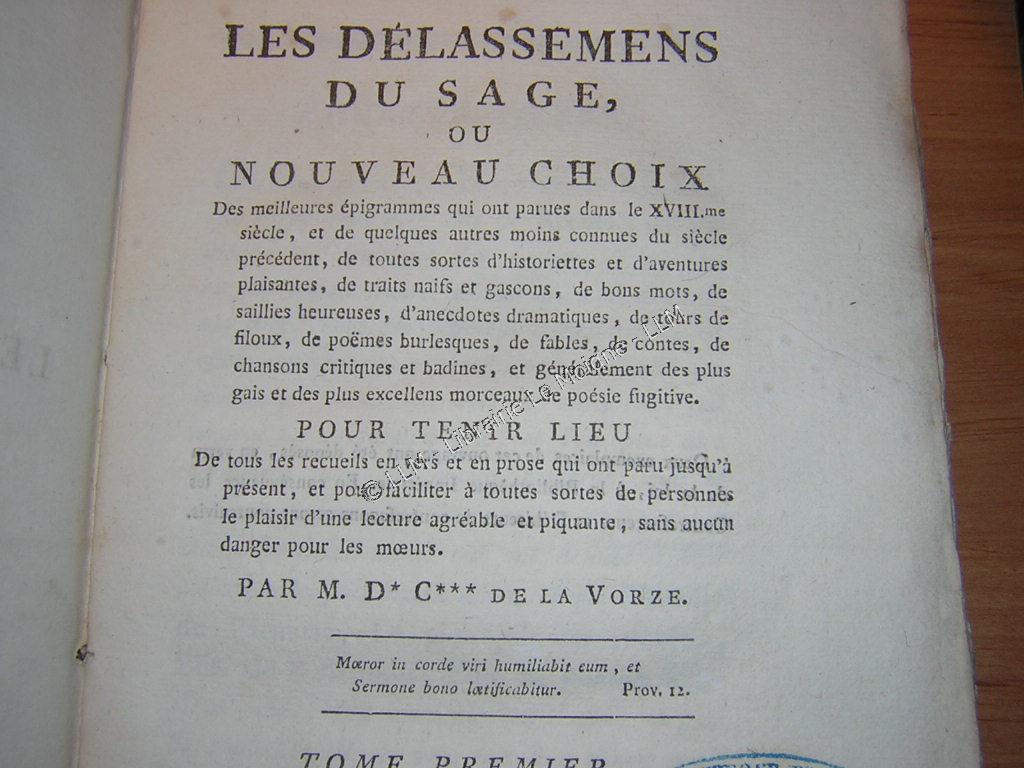 LES DÉLASSEMENS
DU SAGE,
OU
NOUVEAU CHOIX
Des meilleures épigrammes qui ont parues dans le XVIII.me
siècle, et de quelques autres moins connues du siècle
précédent, de toutes sortes d'historiettes et d'aventures
plaisantes, de traits naifs et gascons, de bons mots, de
saillies heureuses, d'anecdotes dramatiques, de tours de
filoux, de poëmes burlesques, de fables, de contes, de
chansons critiques et badines, et généralement des plus
gais et des plus excellens morceaux de poésie fugitive.
POUR TENIR LIEU
De tous les recueils en vers et en prose qui ont paru jusqu'à
présent, et pour faciliter à toutes sortes de personnes
le plaisir d'une lecture agréable et piquante, sans aucun
danger pour les mœurs.
PAR M. D* C*** DE LA VORZE.
Mœror in corde viri humiliabit eum, et
Sermone bono lœtificabitur. Prov. 12.
TOME PREMIER
© LLM - Librairie Le Moigne - LLM